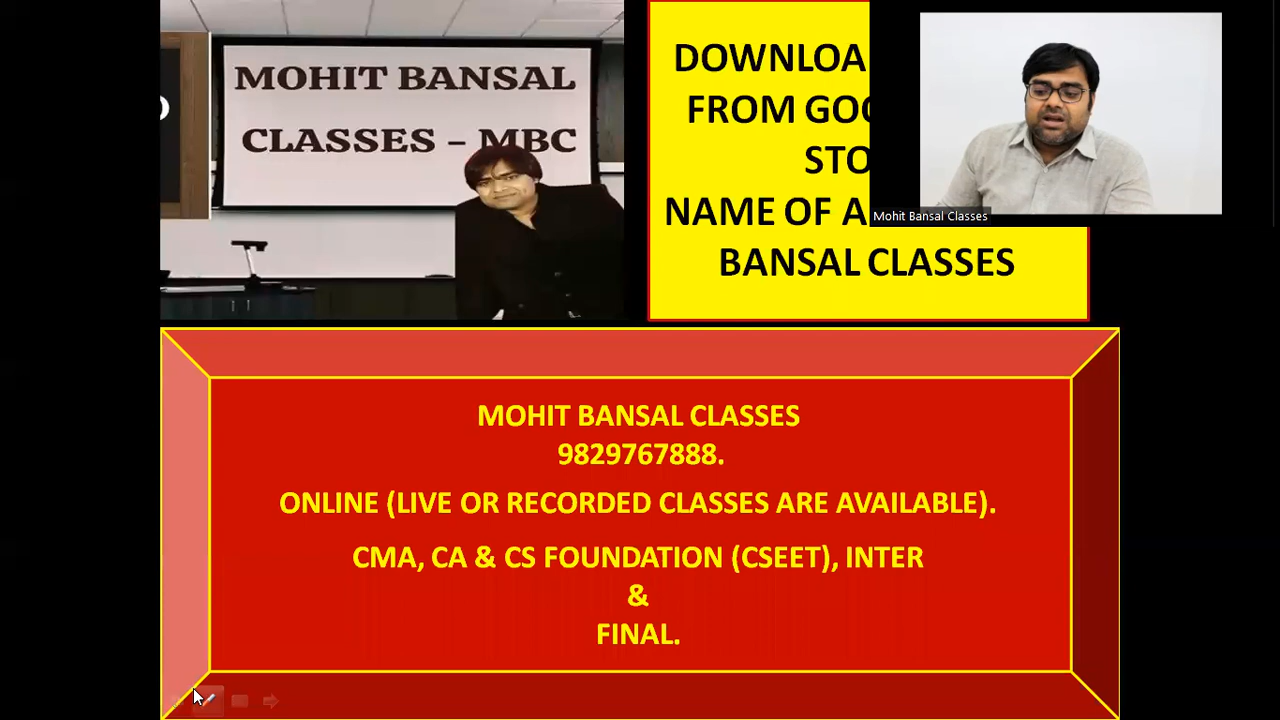 MOHIT BANSAL
CLASSES – MBC
DOWNLOA
FROM GOO
STO
NAME OF A
BANSAL CLASSES
Mohit Bansal Classes
MOHIT BANSAL CLASSES
9829767888.
ONLINE (LIVE OR RECORDED CLASSES ARE AVAILABLE).
CMA, CA & CS FOUNDATION (CSEET), INTER
&
FINAL.